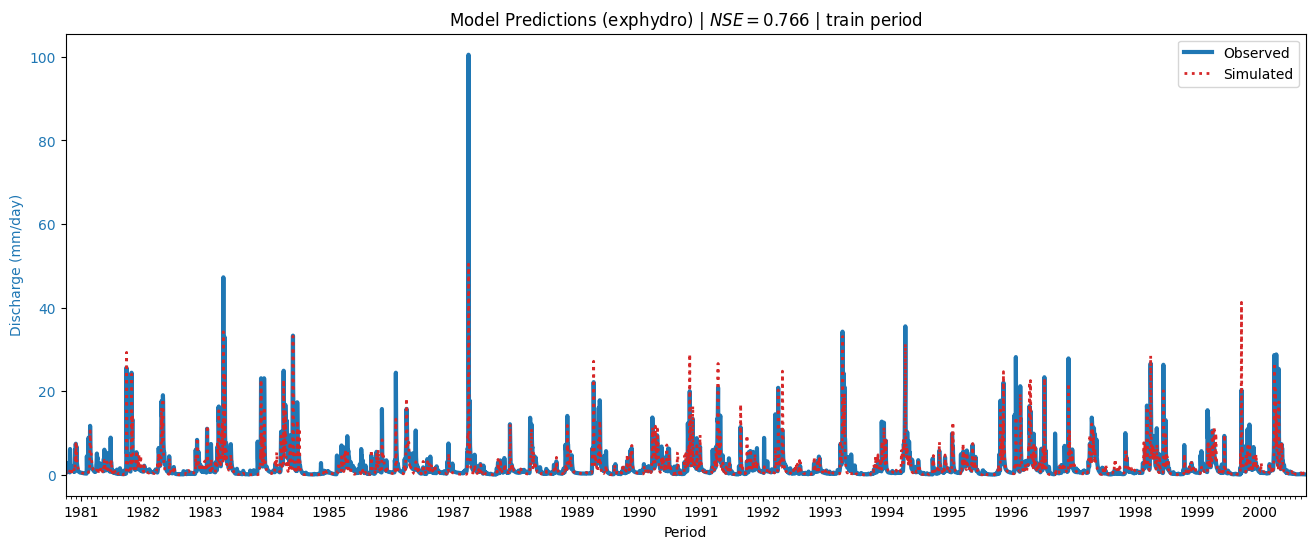 Model Predictions (exphydro) | NSE = 0.766 | train period
Observed
Simulated
Discharge (mm/day)
100
80
60
40
20
0
1981 1982 1983 1984 1985 1986 1987 1988 1989 1990 1991 1992 1993 1994 1995 1996 1997 1998 1999 2000
Period